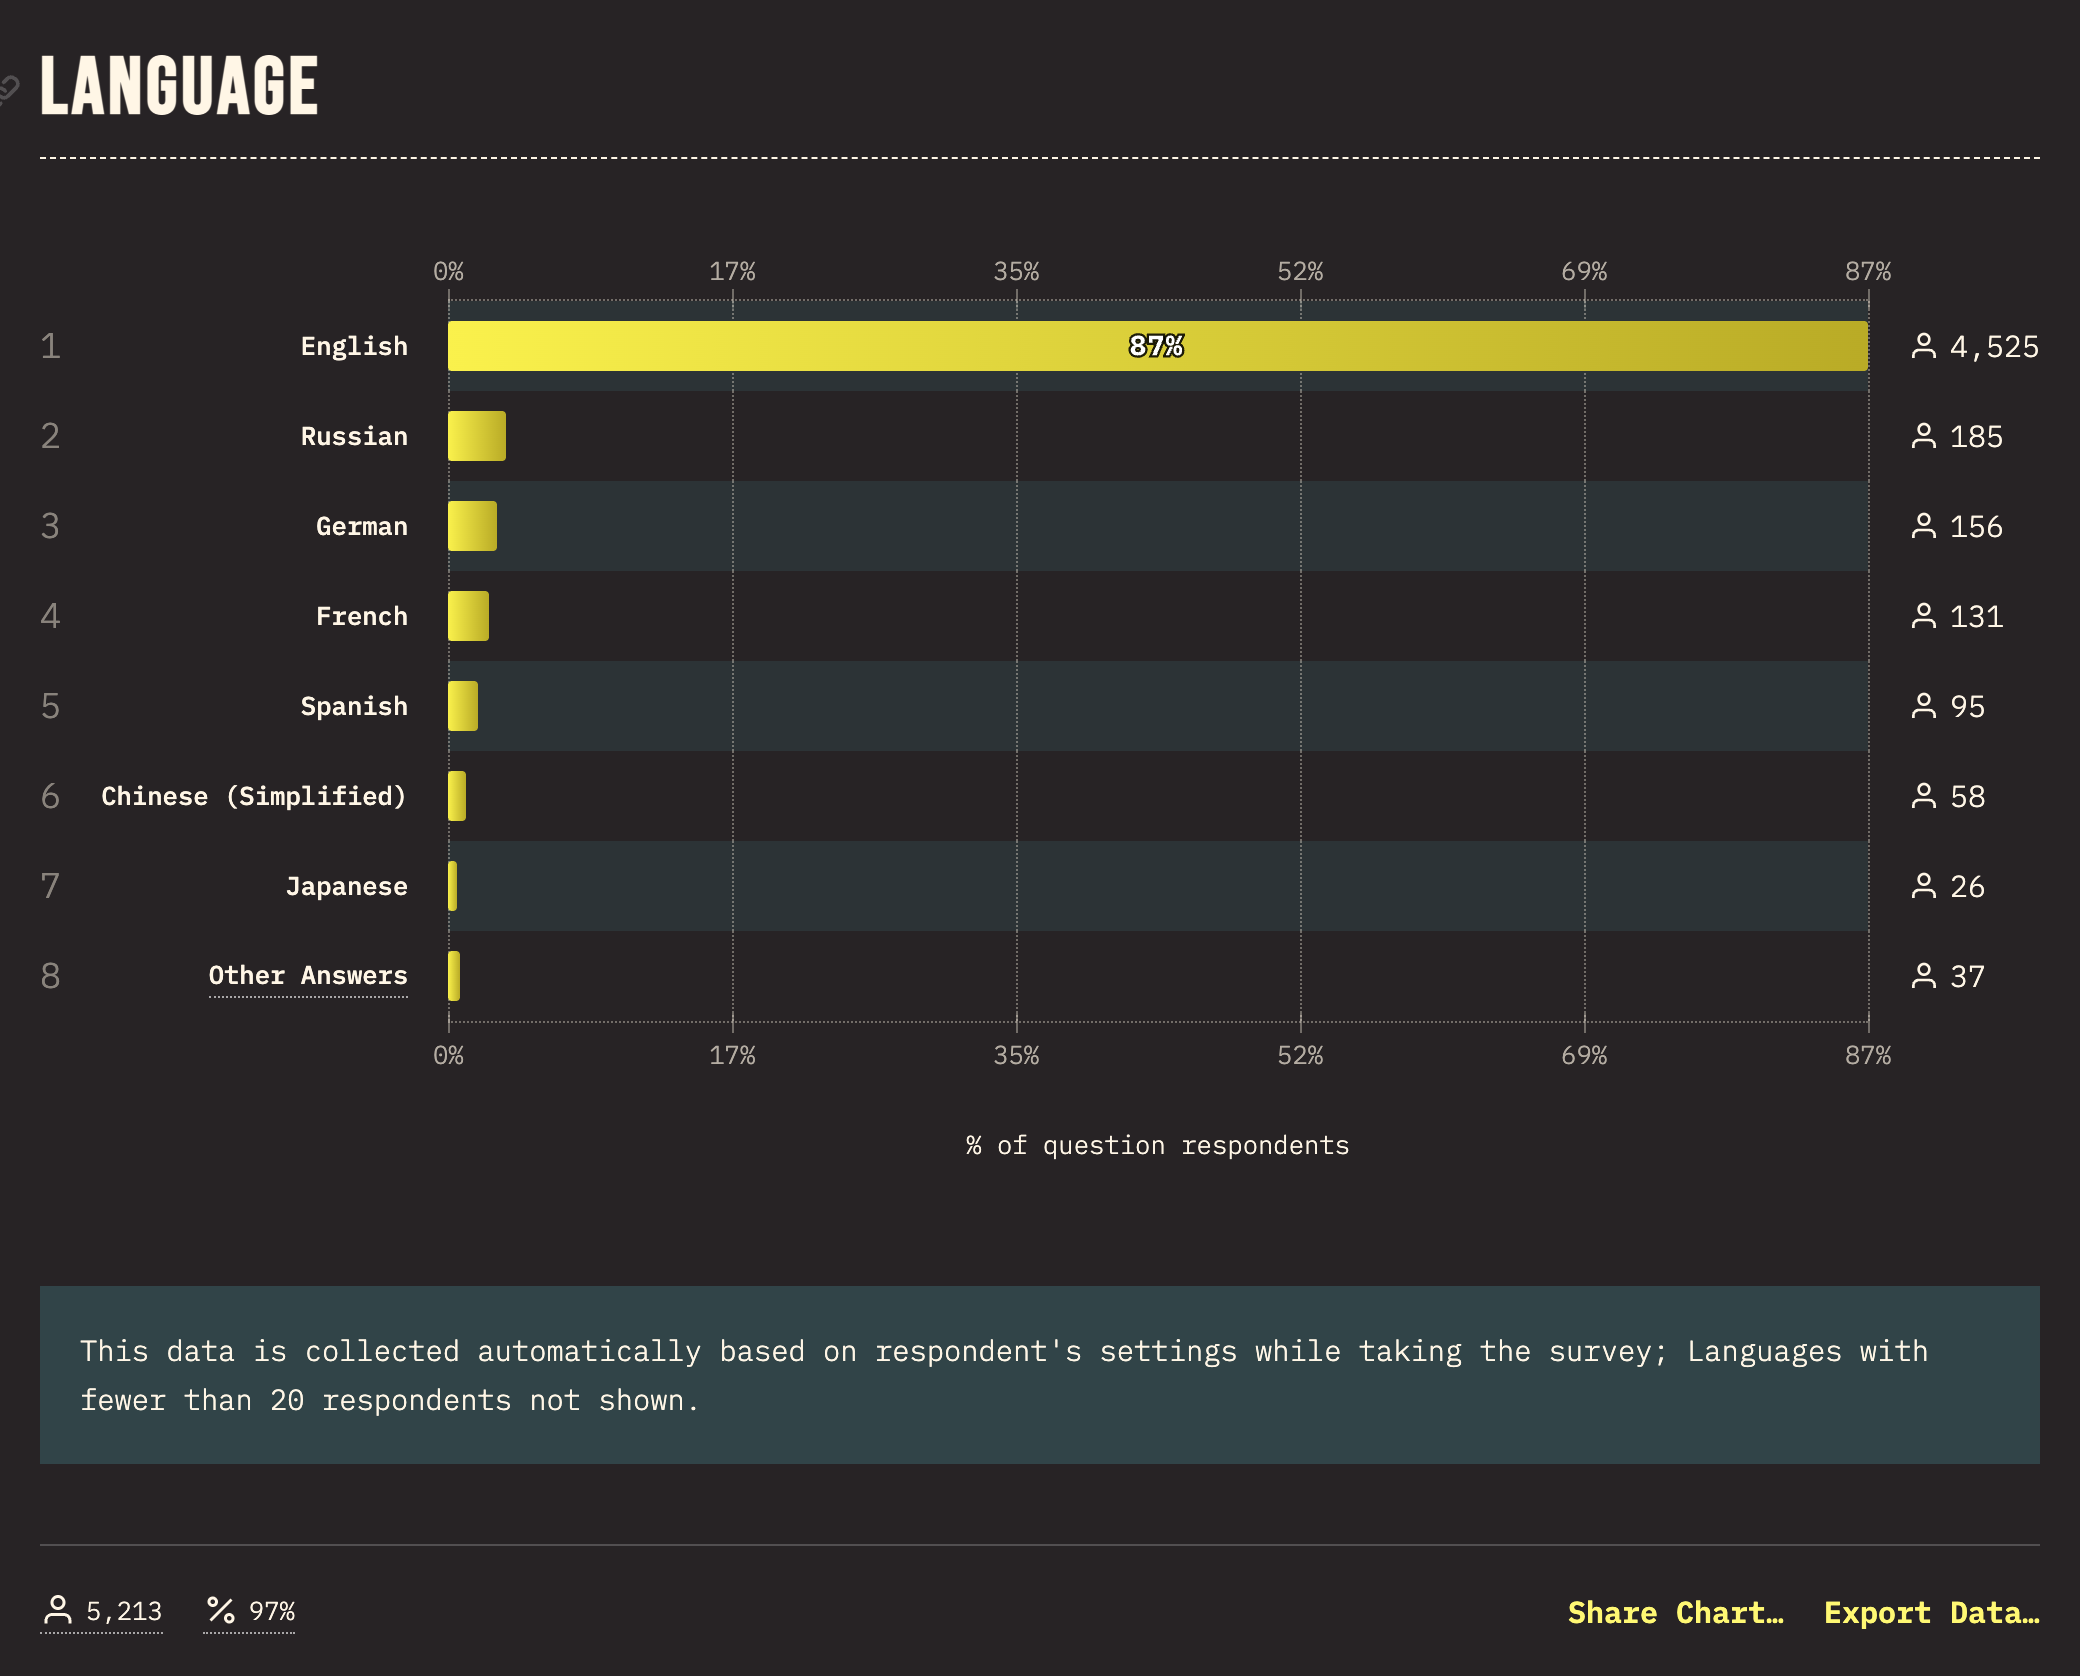 LANGUAGE
0% 17% 35% 52% 69% 87%
1 English 87% 4,525
2 Russian 185
3 German 156
4 French 131
5 Spanish 95
6 Chinese (Simplified) 58
7 Japanese 26
8 Other Answers 37
0% 17% 35% 52% 69% 87%
% of question respondents
This data is collected automatically based on respondent's settings while taking the survey; Languages with
fewer than 20 respondents not shown.
5,213 97% Share Chart… Export Data…